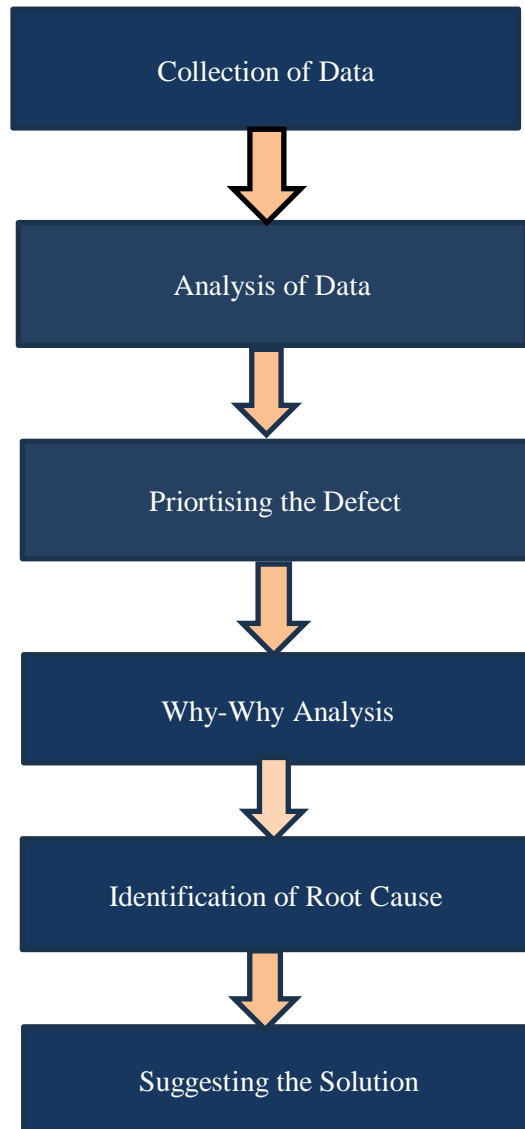 Collection of Data
Analysis of Data
Priortising the Defect
Why-Why Analysis
Identification of Root Cause
Suggesting the Solution